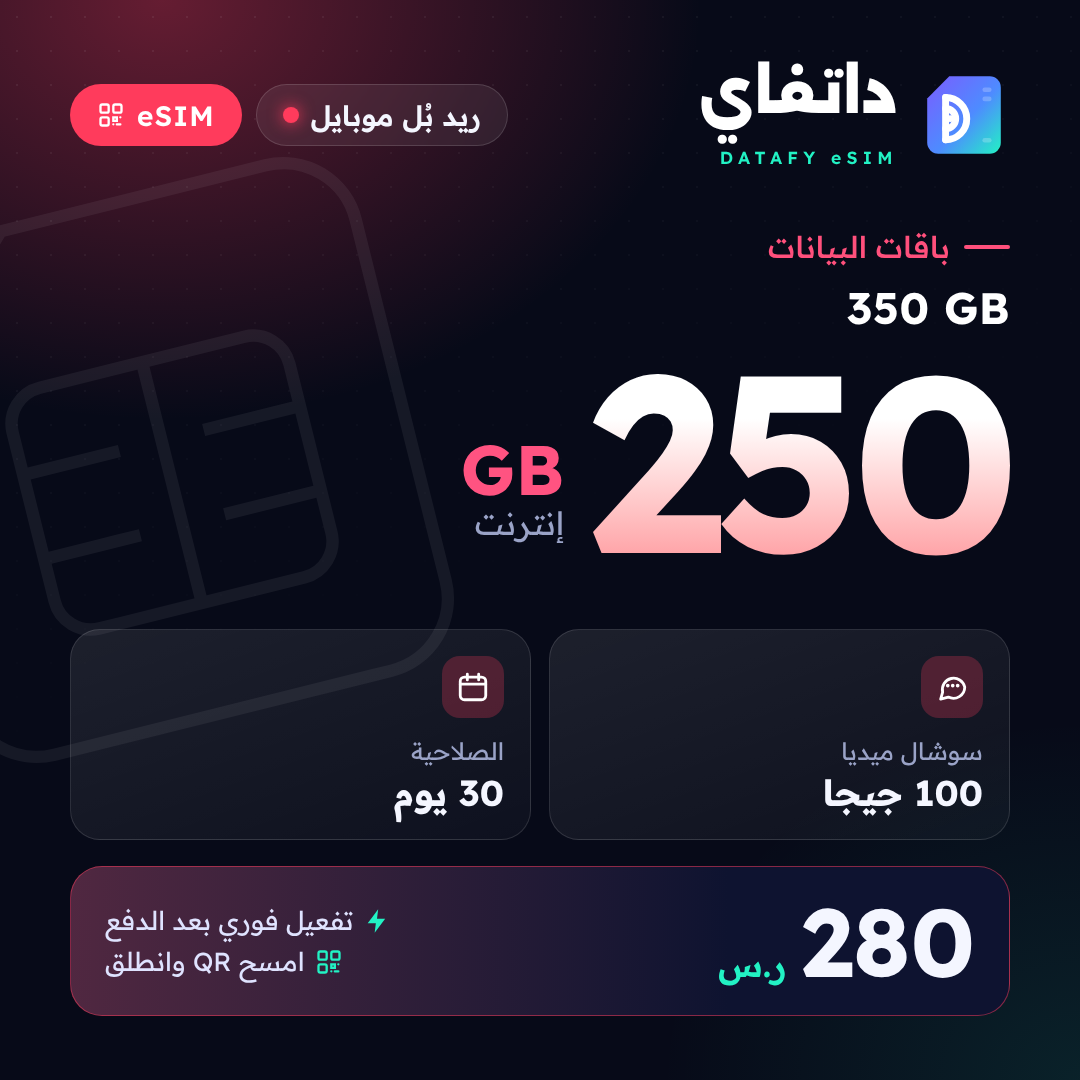 داتفاي
DATAFY eSIM
ريد بُل موبايل
eSIM
باقات البيانات
350 GB
250
GB
إنترنت
سوشال ميديا
100 جيجا
الصلاحية
30 يوم
280 ر.س
تفعيل فوري بعد الدفع
امسح QR وانطلق